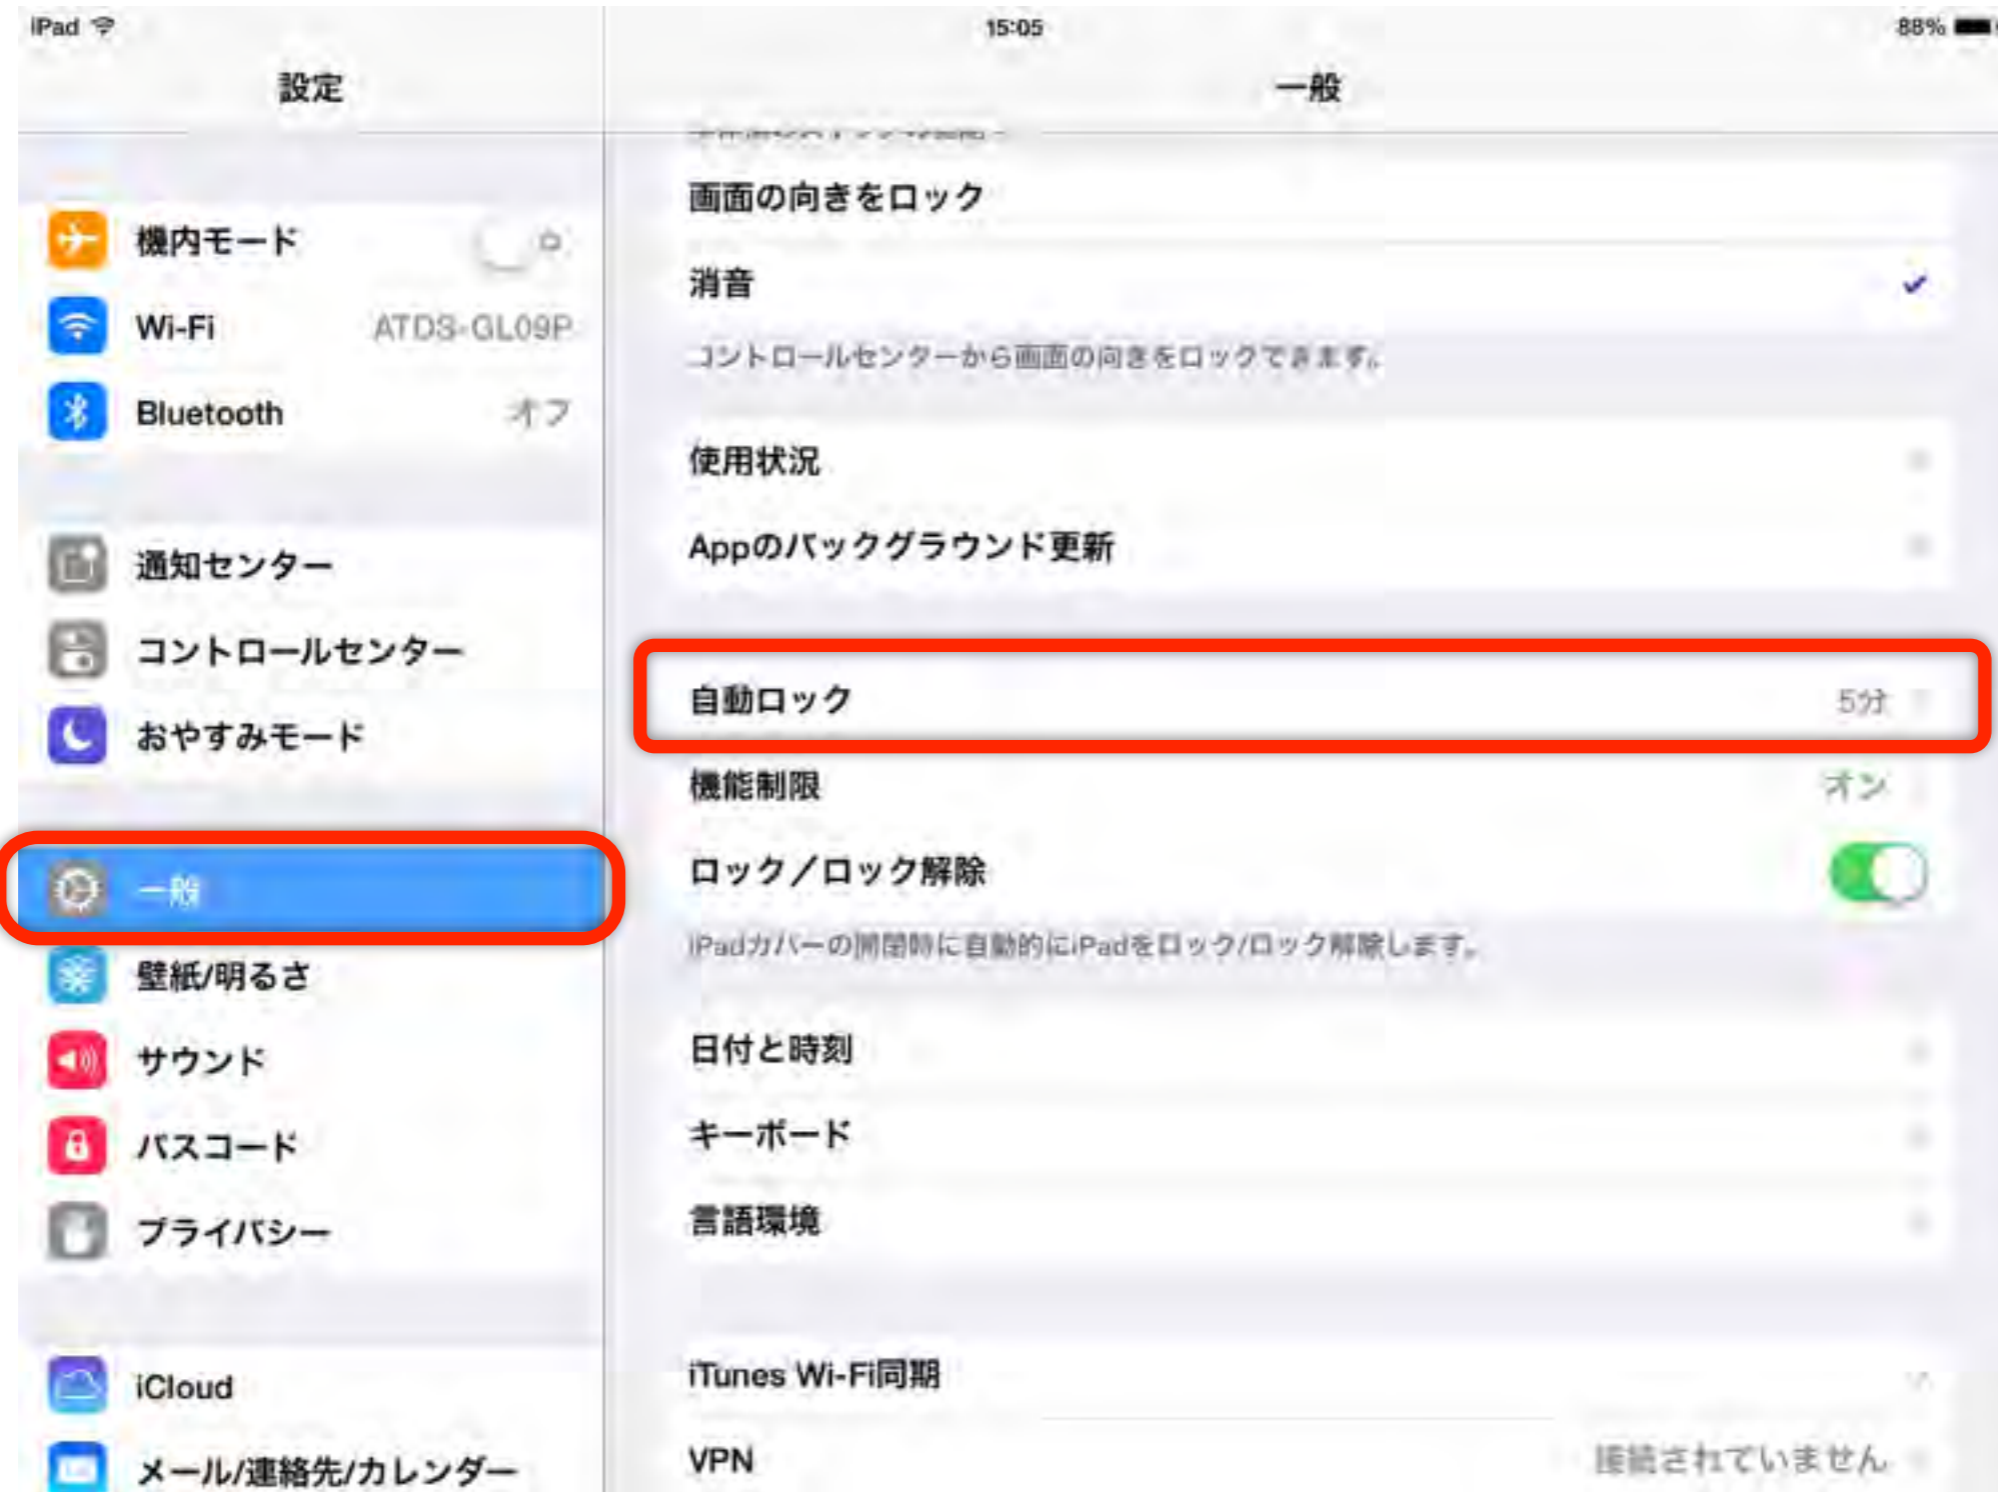 iPad
15:05
88%
設定
一般
機内モード
Wi-Fi
ATDS-GL09P
Bluetooth
オフ
通知センター
コントロールセンター
おやすみモード
一般
壁紙/明るさ
サウンド
パスコード
プライバシー
iCloud
メール/連絡先/カレンダー
画面の向きをロック
消音
コントロールセンターから画面の向きをロックできます。
使用状況
Appのバックグラウンド更新
自動ロック
5分
機能制限
オン
ロック／ロック解除
iPadカバーの開閉時に自動的にiPadをロック/ロック解除します。
日付と時刻
キーボード
言語環境
iTunes Wi-Fi同期
VPN
接続されていません